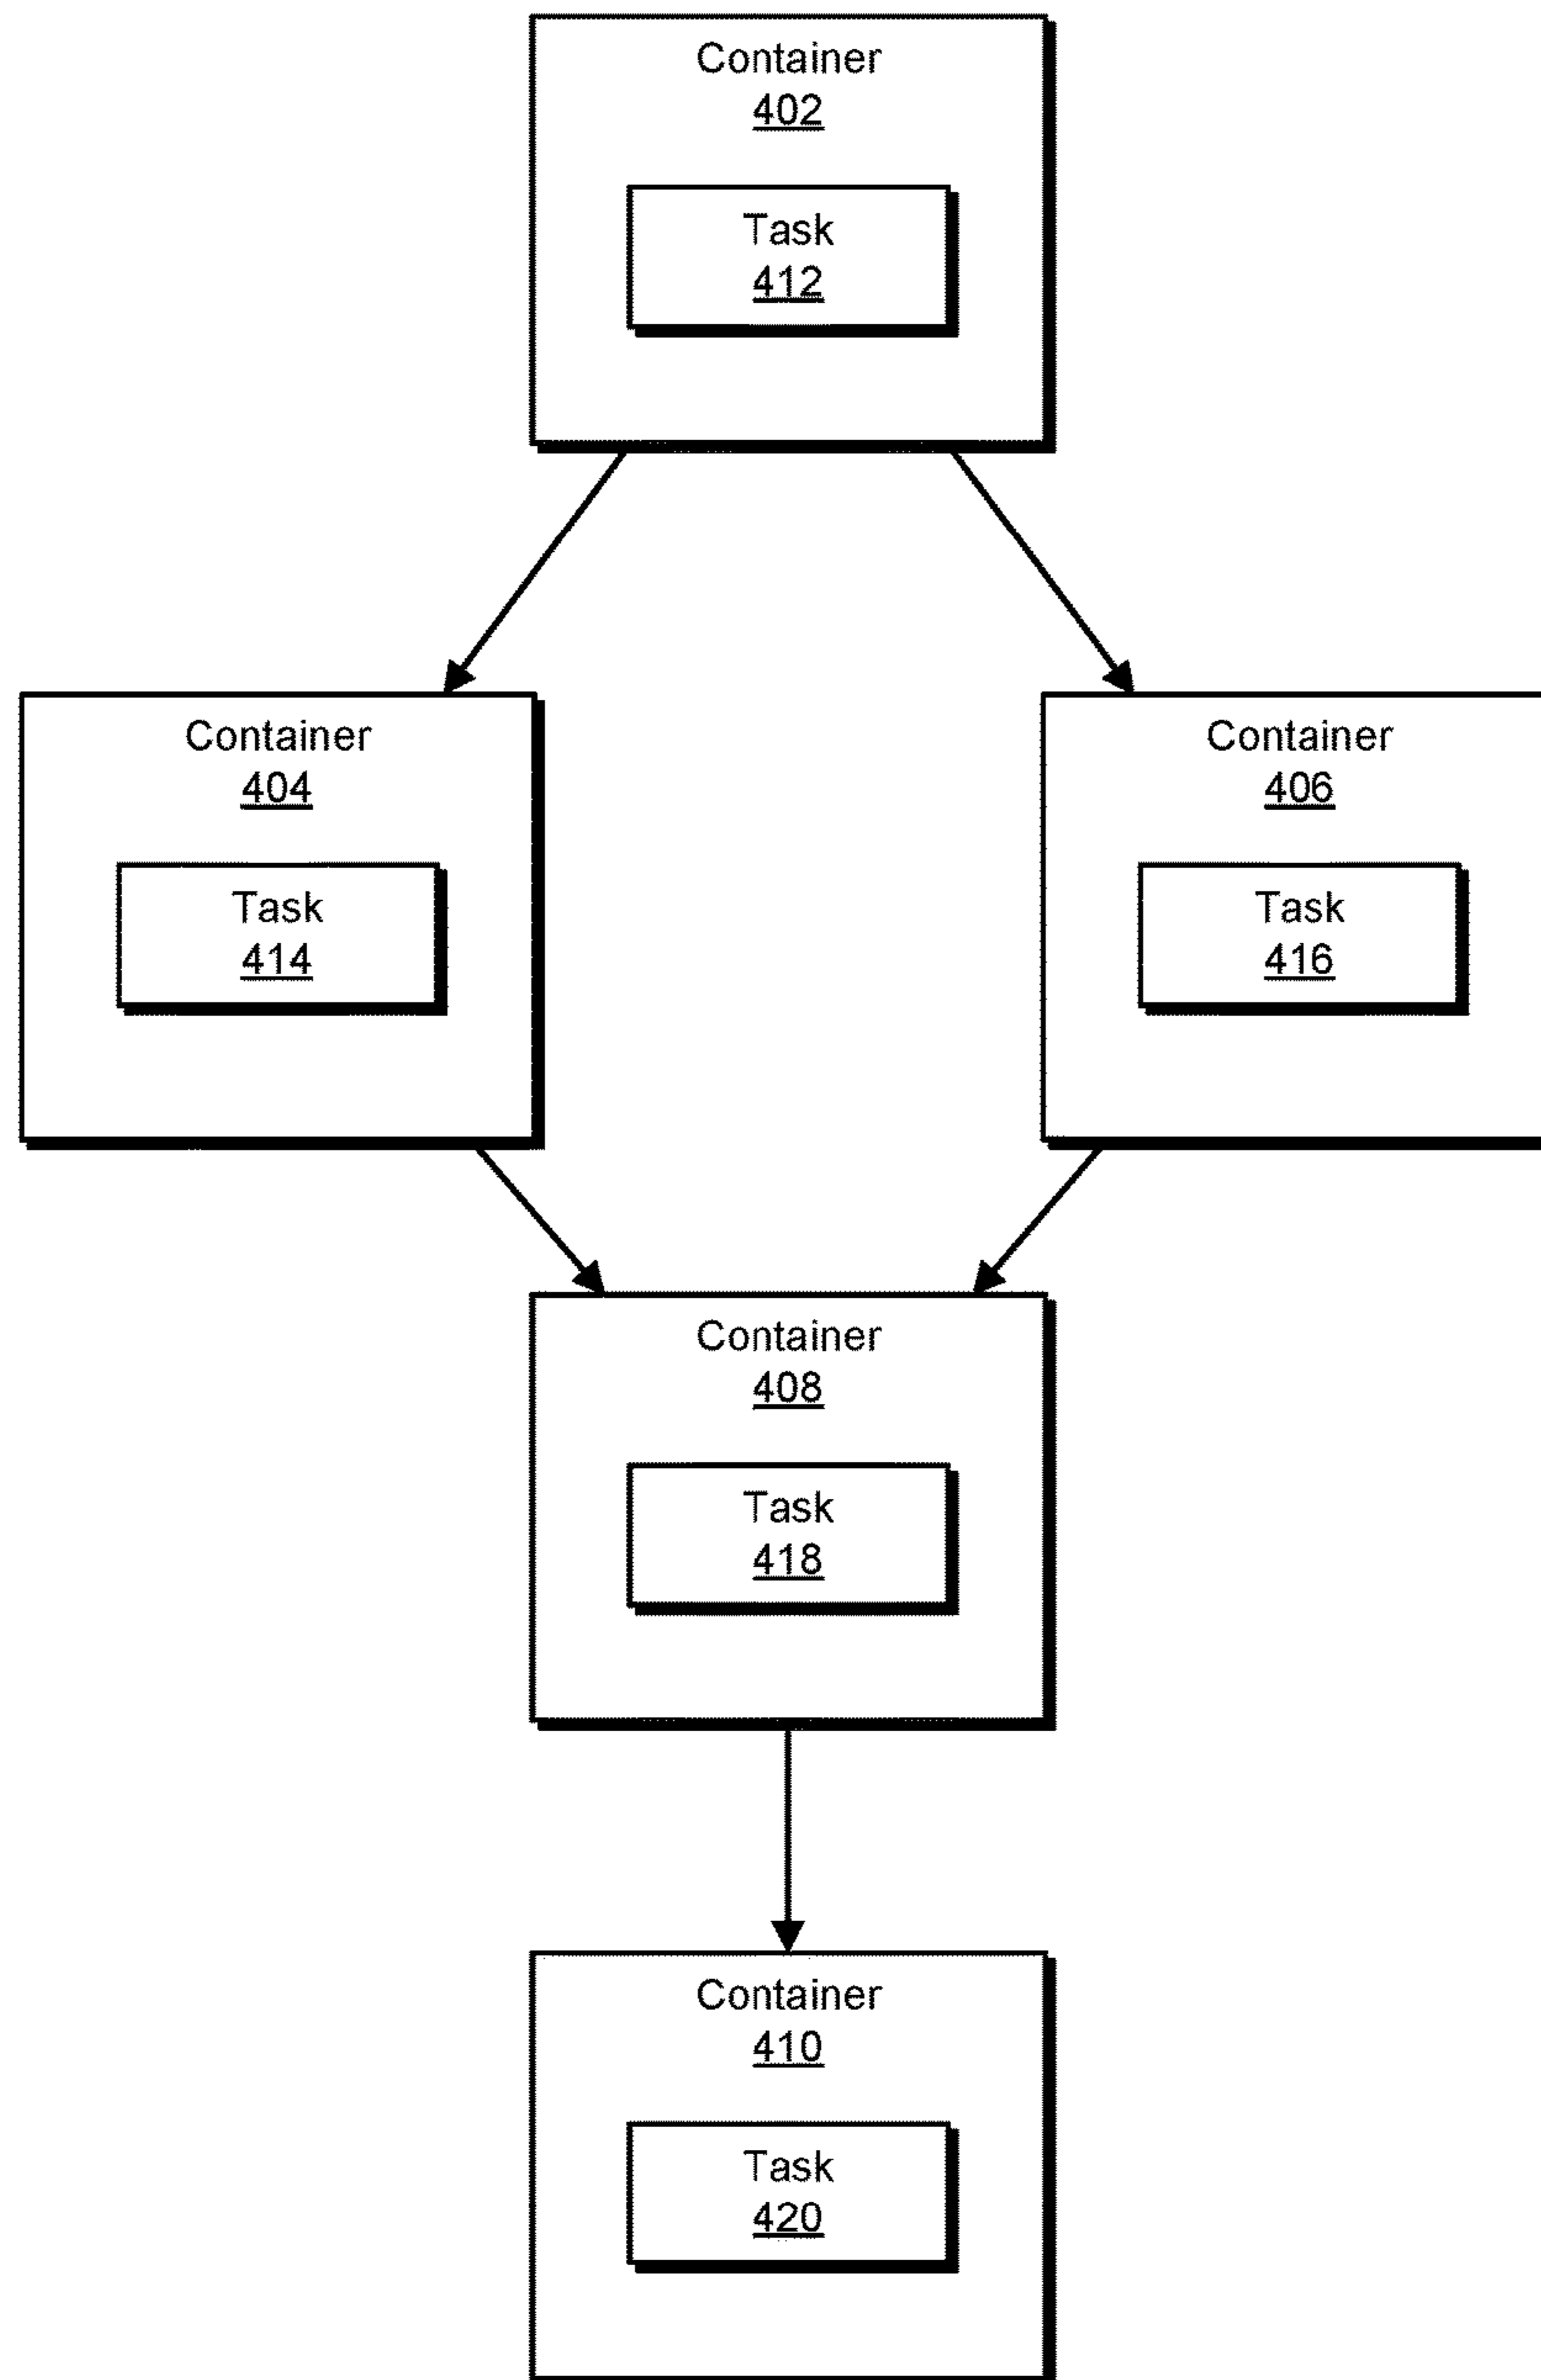 Container
402
Task
412
Container
404
Task
414
Container
406
Task
416
Container
408
Task
418
Container
410
Task
420